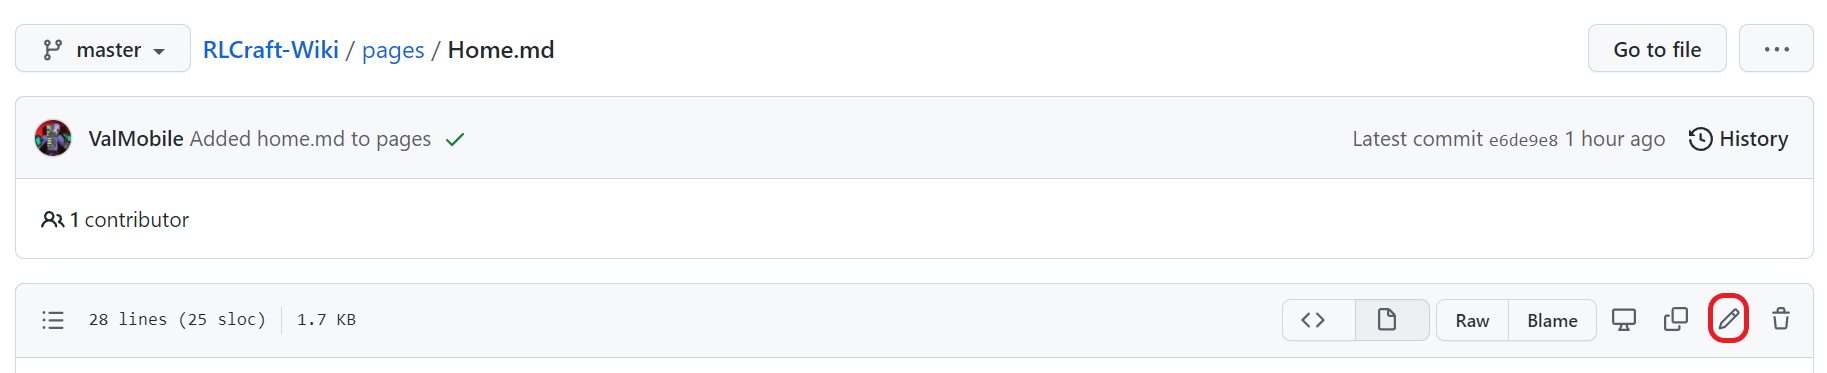 master RLCraft-Wiki / pages / Home.md Go to file ...
ValMobile Added home.md to pages Latest commit e6de9e8 1 hour ago History
1 contributor
28 lines (25 sloc) 1.7 KB Raw Blame